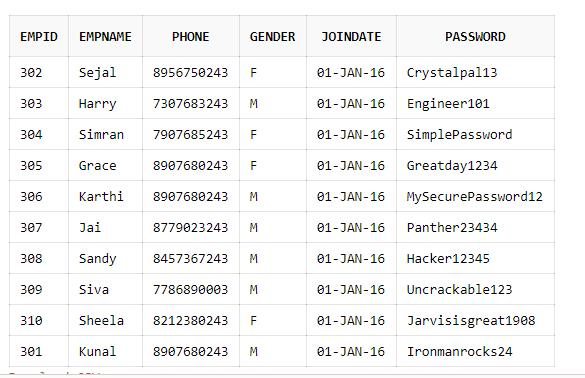 EMPID EMPNAME PHONE GENDER JOINDATE PASSWORD
302 Sejal 8956750243 F 01-JAN-16 Crystalpal13
303 Harry 7307683243 M 01-JAN-16 Engineer101
304 Simran 7907685243 F 01-JAN-16 SimplePassword
305 Grace 8907680243 F 01-JAN-16 Greatday1234
306 Karthi 8907680243 M 01-JAN-16 MySecurePassword12
307 Jai 8779023243 M 01-JAN-16 Panther23434
308 Sandy 8457367243 M 01-JAN-16 Hacker12345
309 Siva 7786890003 M 01-JAN-16 Uncrackable123
310 Sheela 8212380243 F 01-JAN-16 Jarvisisgreat1908
301 Kunal 8907680243 M 01-JAN-16 Ironmanrocks24